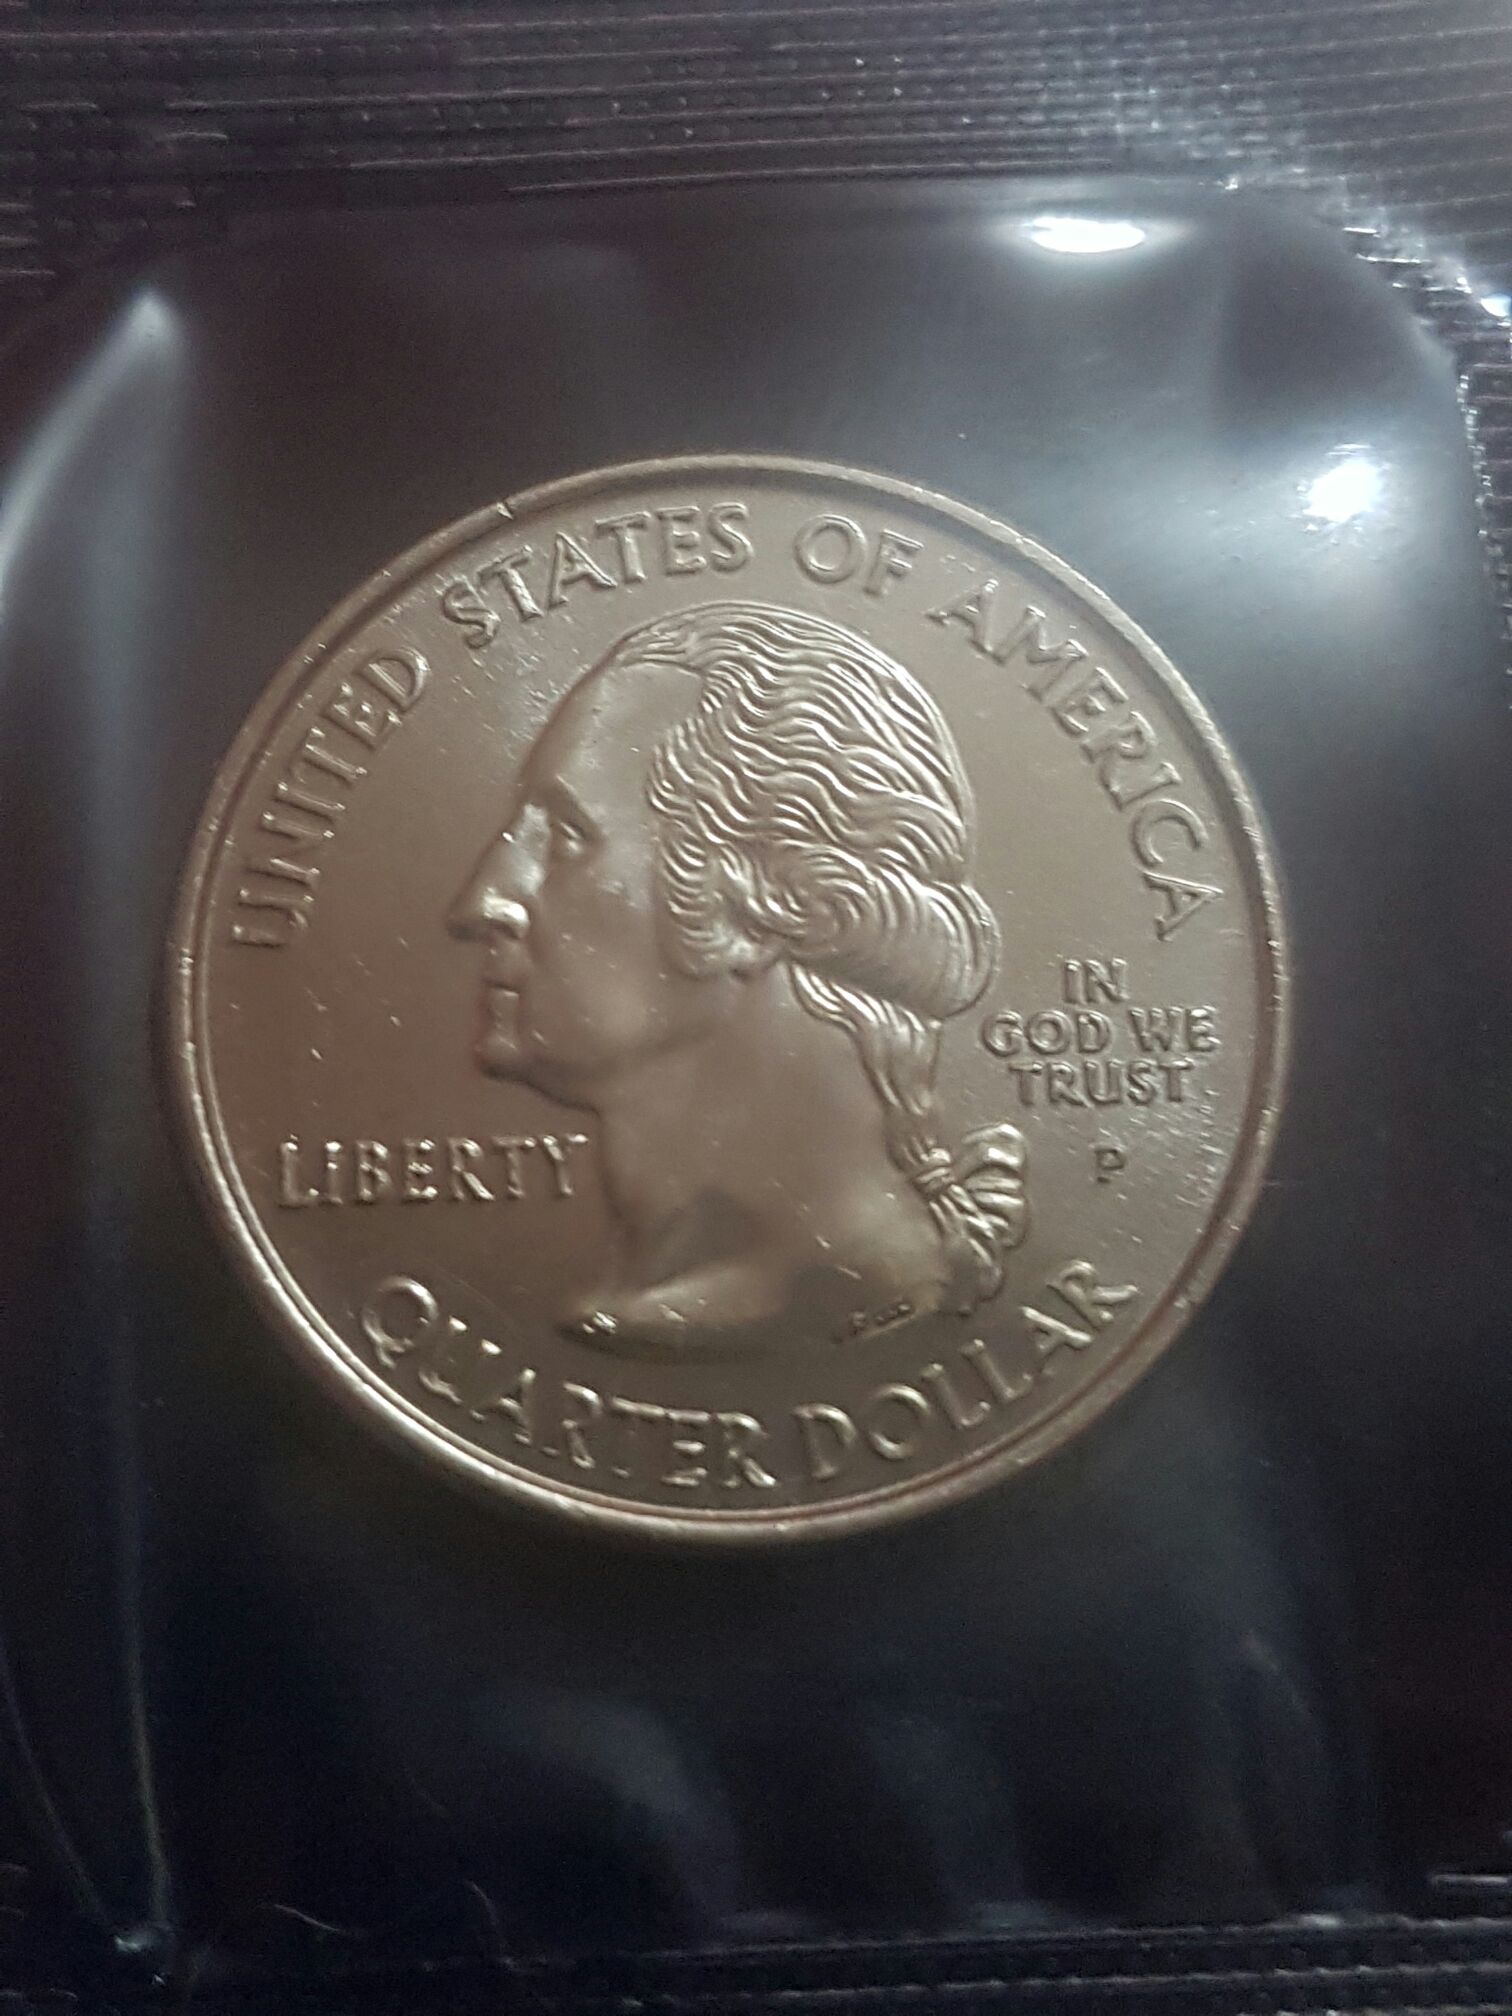 UNITED STATES OF AMERICA
IN
GOD WE
TRUST
LIBERTY
P
QUARTER DOLLAR